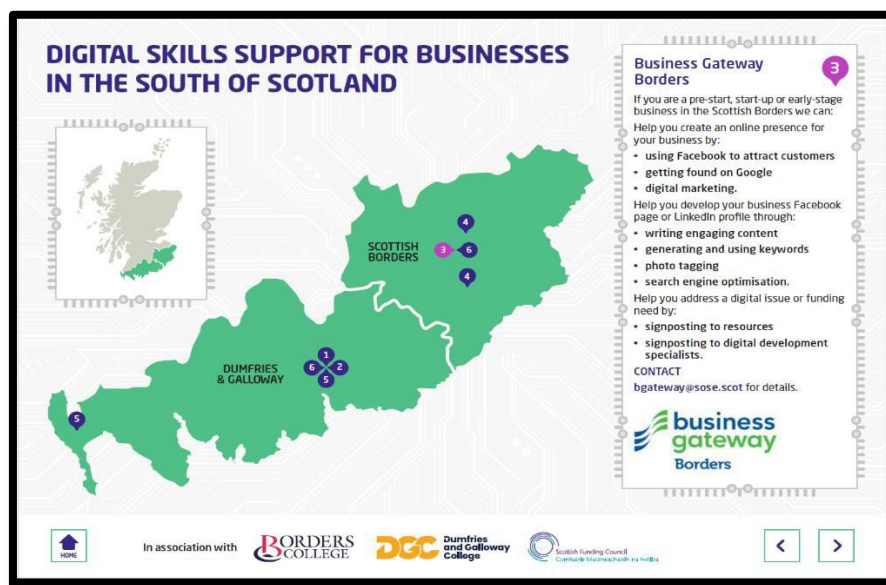 DIGITAL SKILLS SUPPORT FOR BUSINESSES
IN THE SOUTH OF SCOTLAND
SCOTTISH
BORDERS
4
3
6
4
DUMFRIES
& GALLOWAY
1
6
2
5
5
Business Gateway
Borders
3
If you are a pre-start, start-up or early-stage
business in the Scottish Borders we can:
Help you create an online presence for
your business by:
• using Facebook to attract customers
• getting found on Google
• digital marketing.
Help you develop your business Facebook
page or LinkedIn profile through:
• writing engaging content
• generating and using keywords
• photo tagging
• search engine optimisation.
Help you address a digital issue or funding
need by:
• signposting to resources
• signposting to digital development
specialists.
CONTACT
bgateway@sose.scot for details.
business
gateway
Borders
HOME
In association with
BORDERS
COLLEGE
DGC
Dumfries
and Galloway
College
Scottish Funding Council